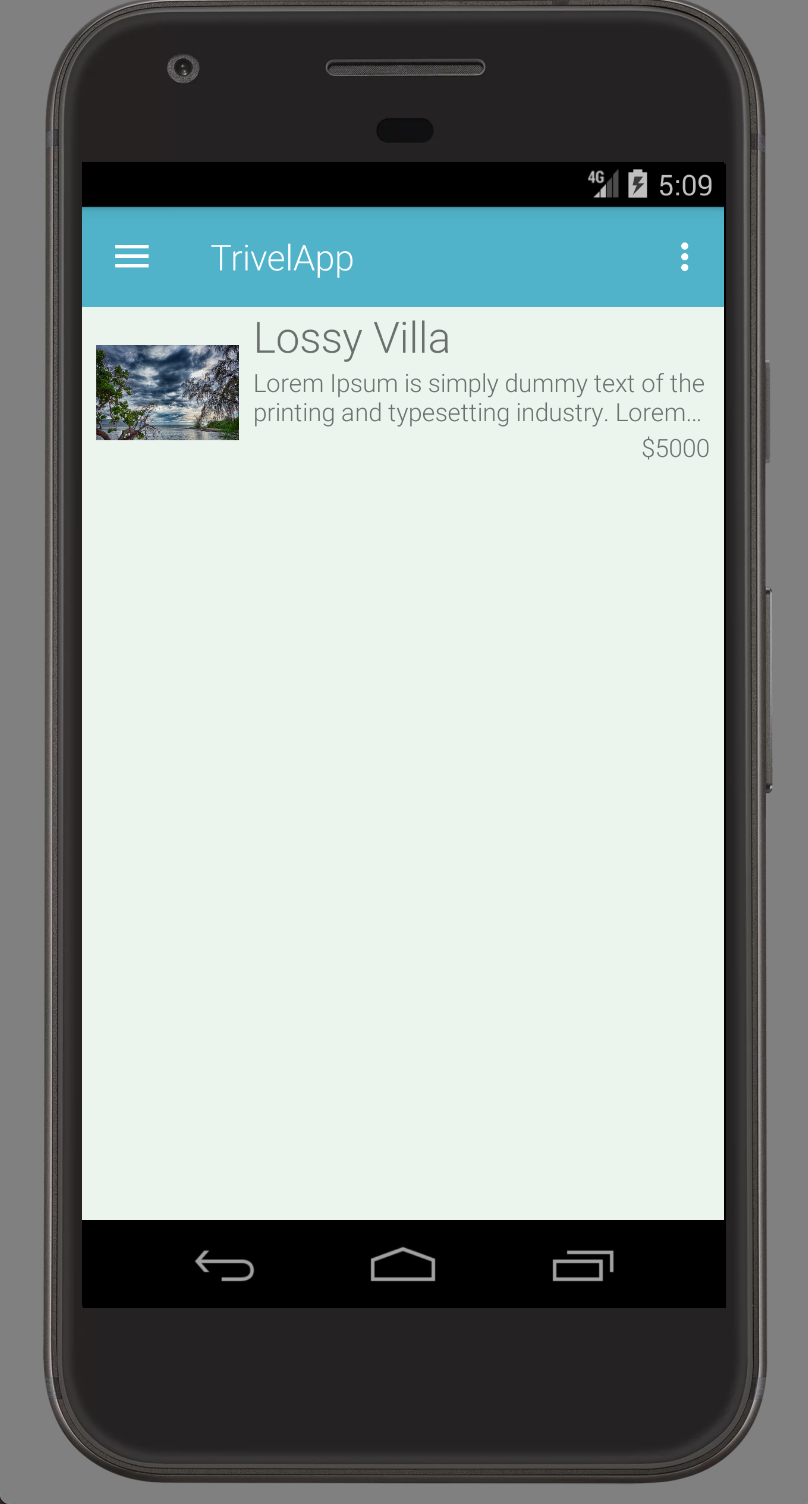 4G 5:09
TrivelApp
Lossy Villa
Lorem Ipsum is simply dummy text of the
printing and typesetting industry. Lorem...
$5000